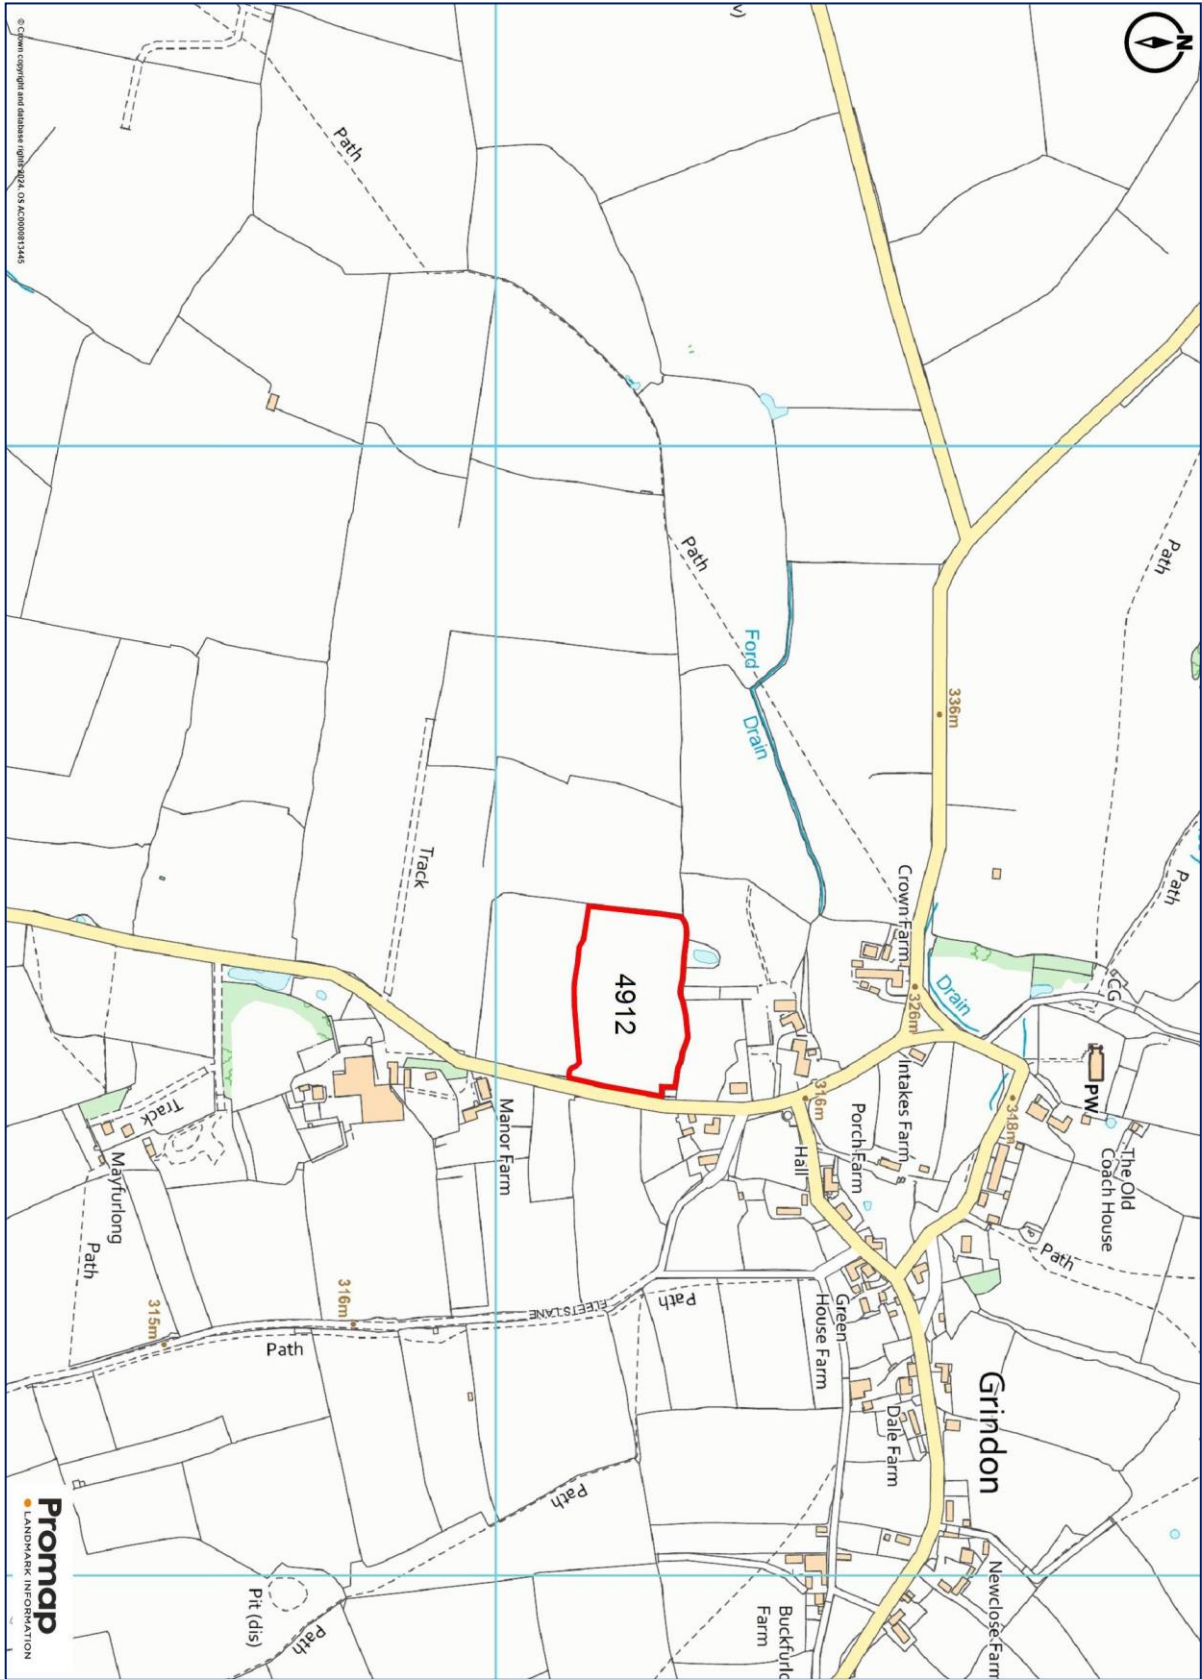 N
Path
Path
CG
PW
The Old
Coach House
336m
Drain
318m
Path
Grindon
Newclose Farm
Crown Farm
326m
Intakes Farm
Porch Farm
Dale Farm
Ford
Drain
316m
Hall
Green
House Farm
Farm
Path
Path
4912
Path
FLEETS LANE
Path
Manor Farm
Track
316m
Path
Pit (dis)
Path
Track
Mayfurlong
Path
315m
© Crown copyright and database rights 2024. OS AC0000813445
Promap
LANDMARK INFORMATION